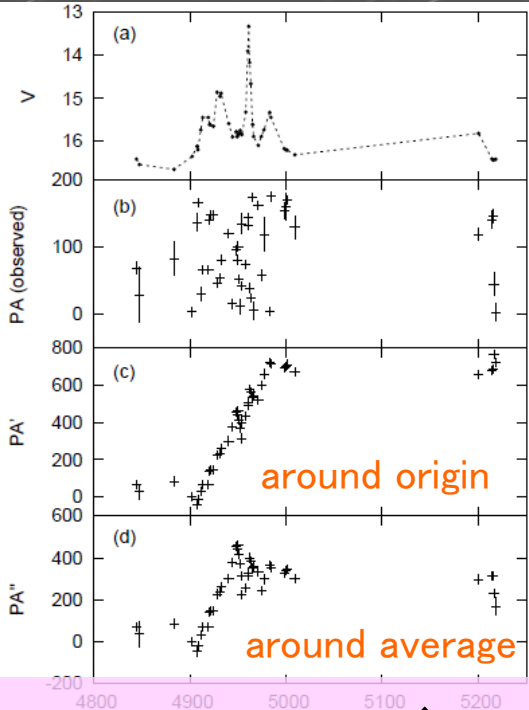 13
(a)
14
V
15
16
200
(b)
PA (observed)
100
0
800
(c)
600
PA'
400
200
around origin
0
600
(d)
400
PA"
200
around average
0
-200
4800 4900 5000 5100 5200